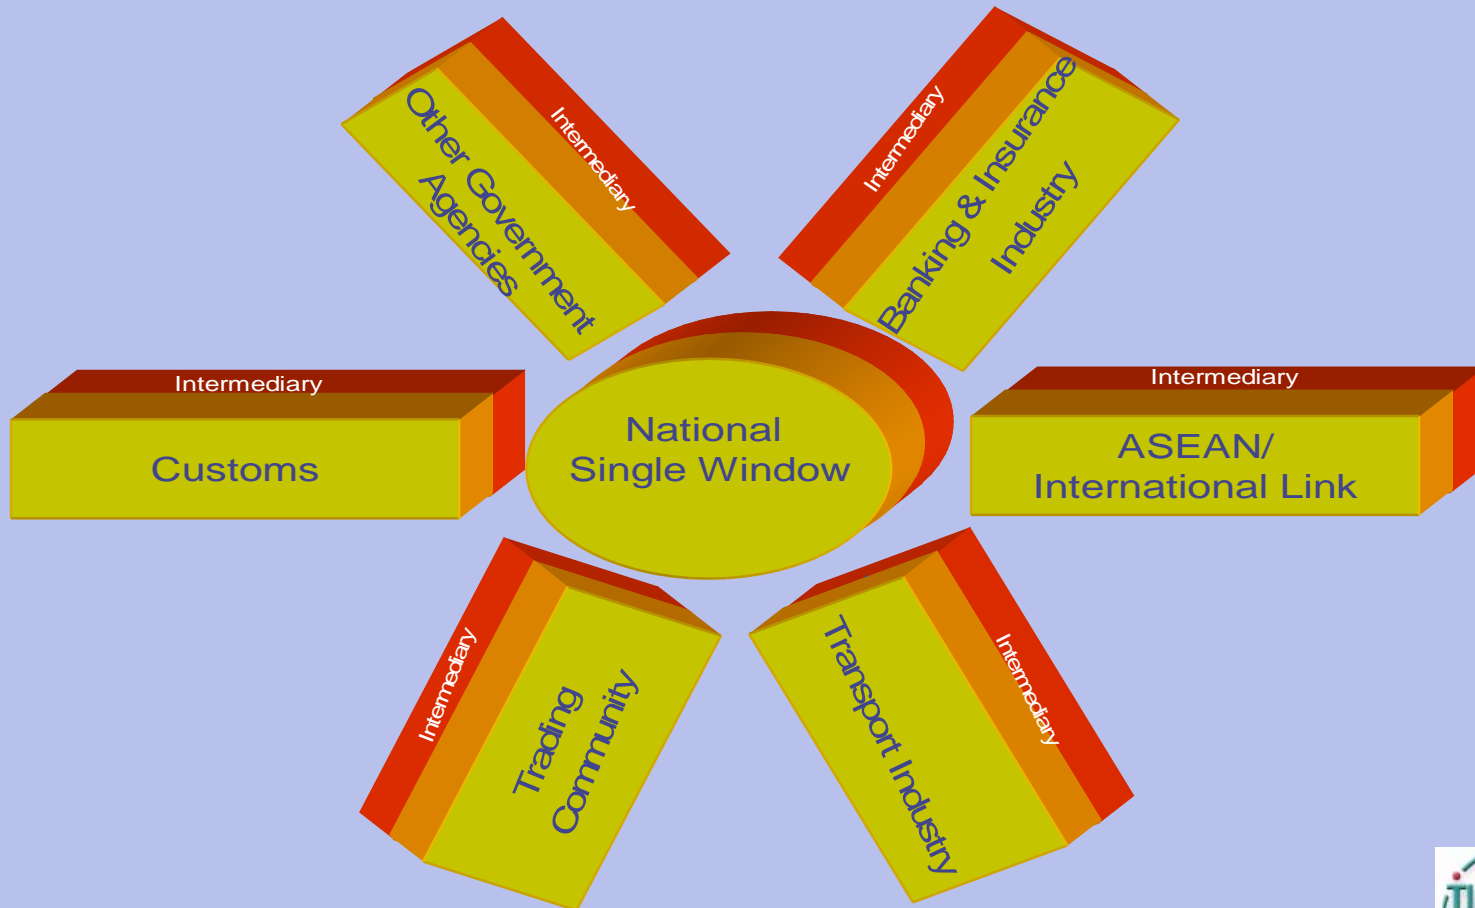 Other Government
Agencies
Intermediary
Intermediary
Banking & Insurance
Industry
Intermediary
Customs
National
Single Window
Intermediary
ASEAN/
International Link
Intermediary
Trading
Community
Transport Industry
Intermediary